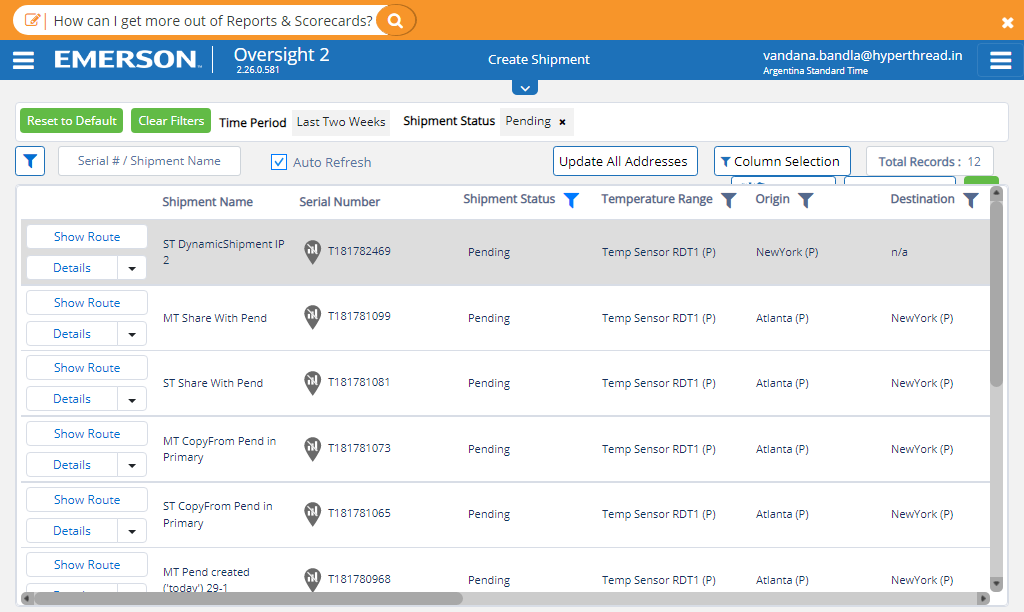 How can I get more out of Reports & Scorecards?
EMERSON
Oversight 2
2.26.0.581
Create Shipment
vandana.bandla@hyperthread.in
Argentina Standard Time
Reset to Default
Clear Filters
Time Period
Last Two Weeks
Shipment Status
Pending ×
Serial # / Shipment Name
Auto Refresh
Update All Addresses
Column Selection
Total Records : 12
Shipment Name
Serial Number
Shipment Status
Temperature Range
Origin
Destination
Show Route
Details
ST DynamicShipment IP
2
T181782469
Pending
Temp Sensor RDT1 (P)
NewYork (P)
n/a
Show Route
Details
MT Share With Pend
T181781099
Pending
Temp Sensor RDT1 (P)
Atlanta (P)
NewYork (P)
Show Route
Details
ST Share With Pend
T181781081
Pending
Temp Sensor RDT1 (P)
Atlanta (P)
NewYork (P)
Show Route
Details
MT CopyFrom Pend in
Primary
T181781073
Pending
Temp Sensor RDT1 (P)
Atlanta (P)
NewYork (P)
Show Route
Details
ST CopyFrom Pend in
Primary
T181781065
Pending
Temp Sensor RDT1 (P)
Atlanta (P)
NewYork (P)
Show Route
MT Pend created
('today') 29-1
T181780968
Pending
Temp Sensor RDT1 (P)
Atlanta (P)
NewYork (P)